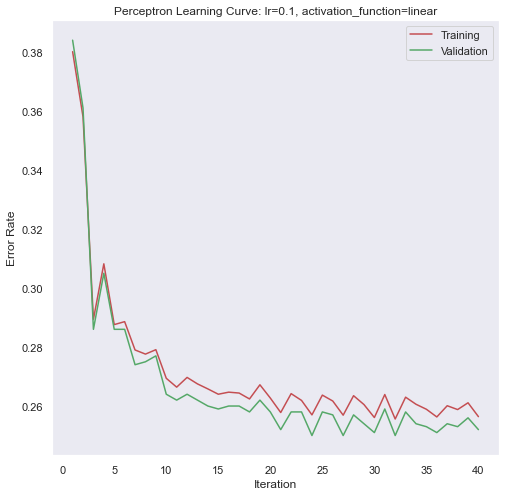 Perceptron Learning Curve: lr=0.1, activation_function=linear
Training
Validation
0.38
0.36
0.34
0.32
0.30
0.28
0.26
Error Rate
0 5 10 15 20 25 30 35 40
Iteration